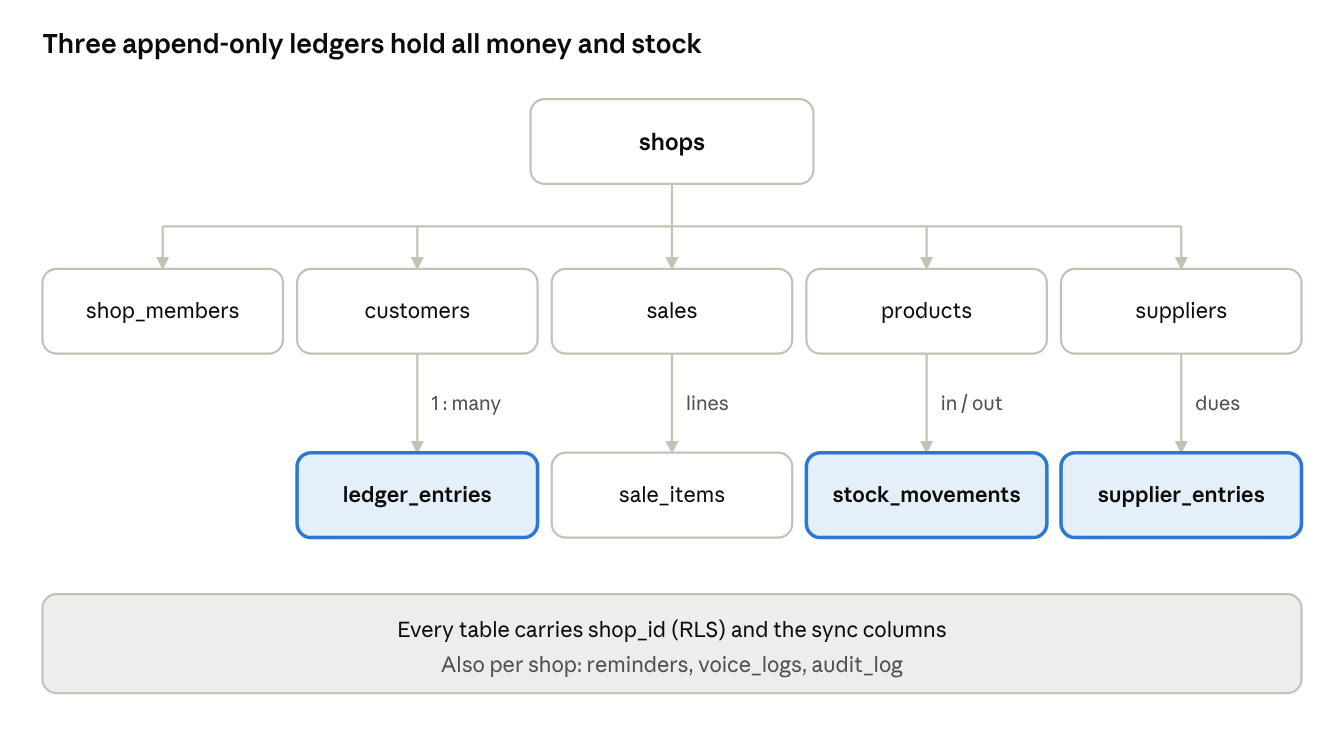 Three append-only ledgers hold all money and stock
shops
shop_members
customers
sales
products
suppliers
1 : many
lines
in / out
dues
ledger_entries
sale_items
stock_movements
supplier_entries
Every table carries shop_id (RLS) and the sync columns
Also per shop: reminders, voice_logs, audit_log